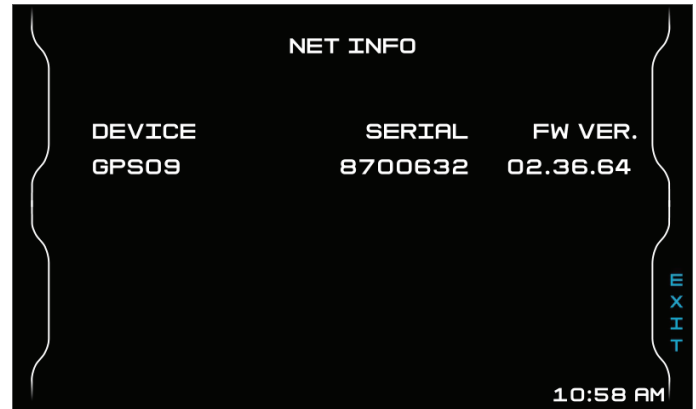 NET INFO
DEVICE SERIAL FW VER.
GPS09 8700632 02.36.64
EXIT
10:58 AM